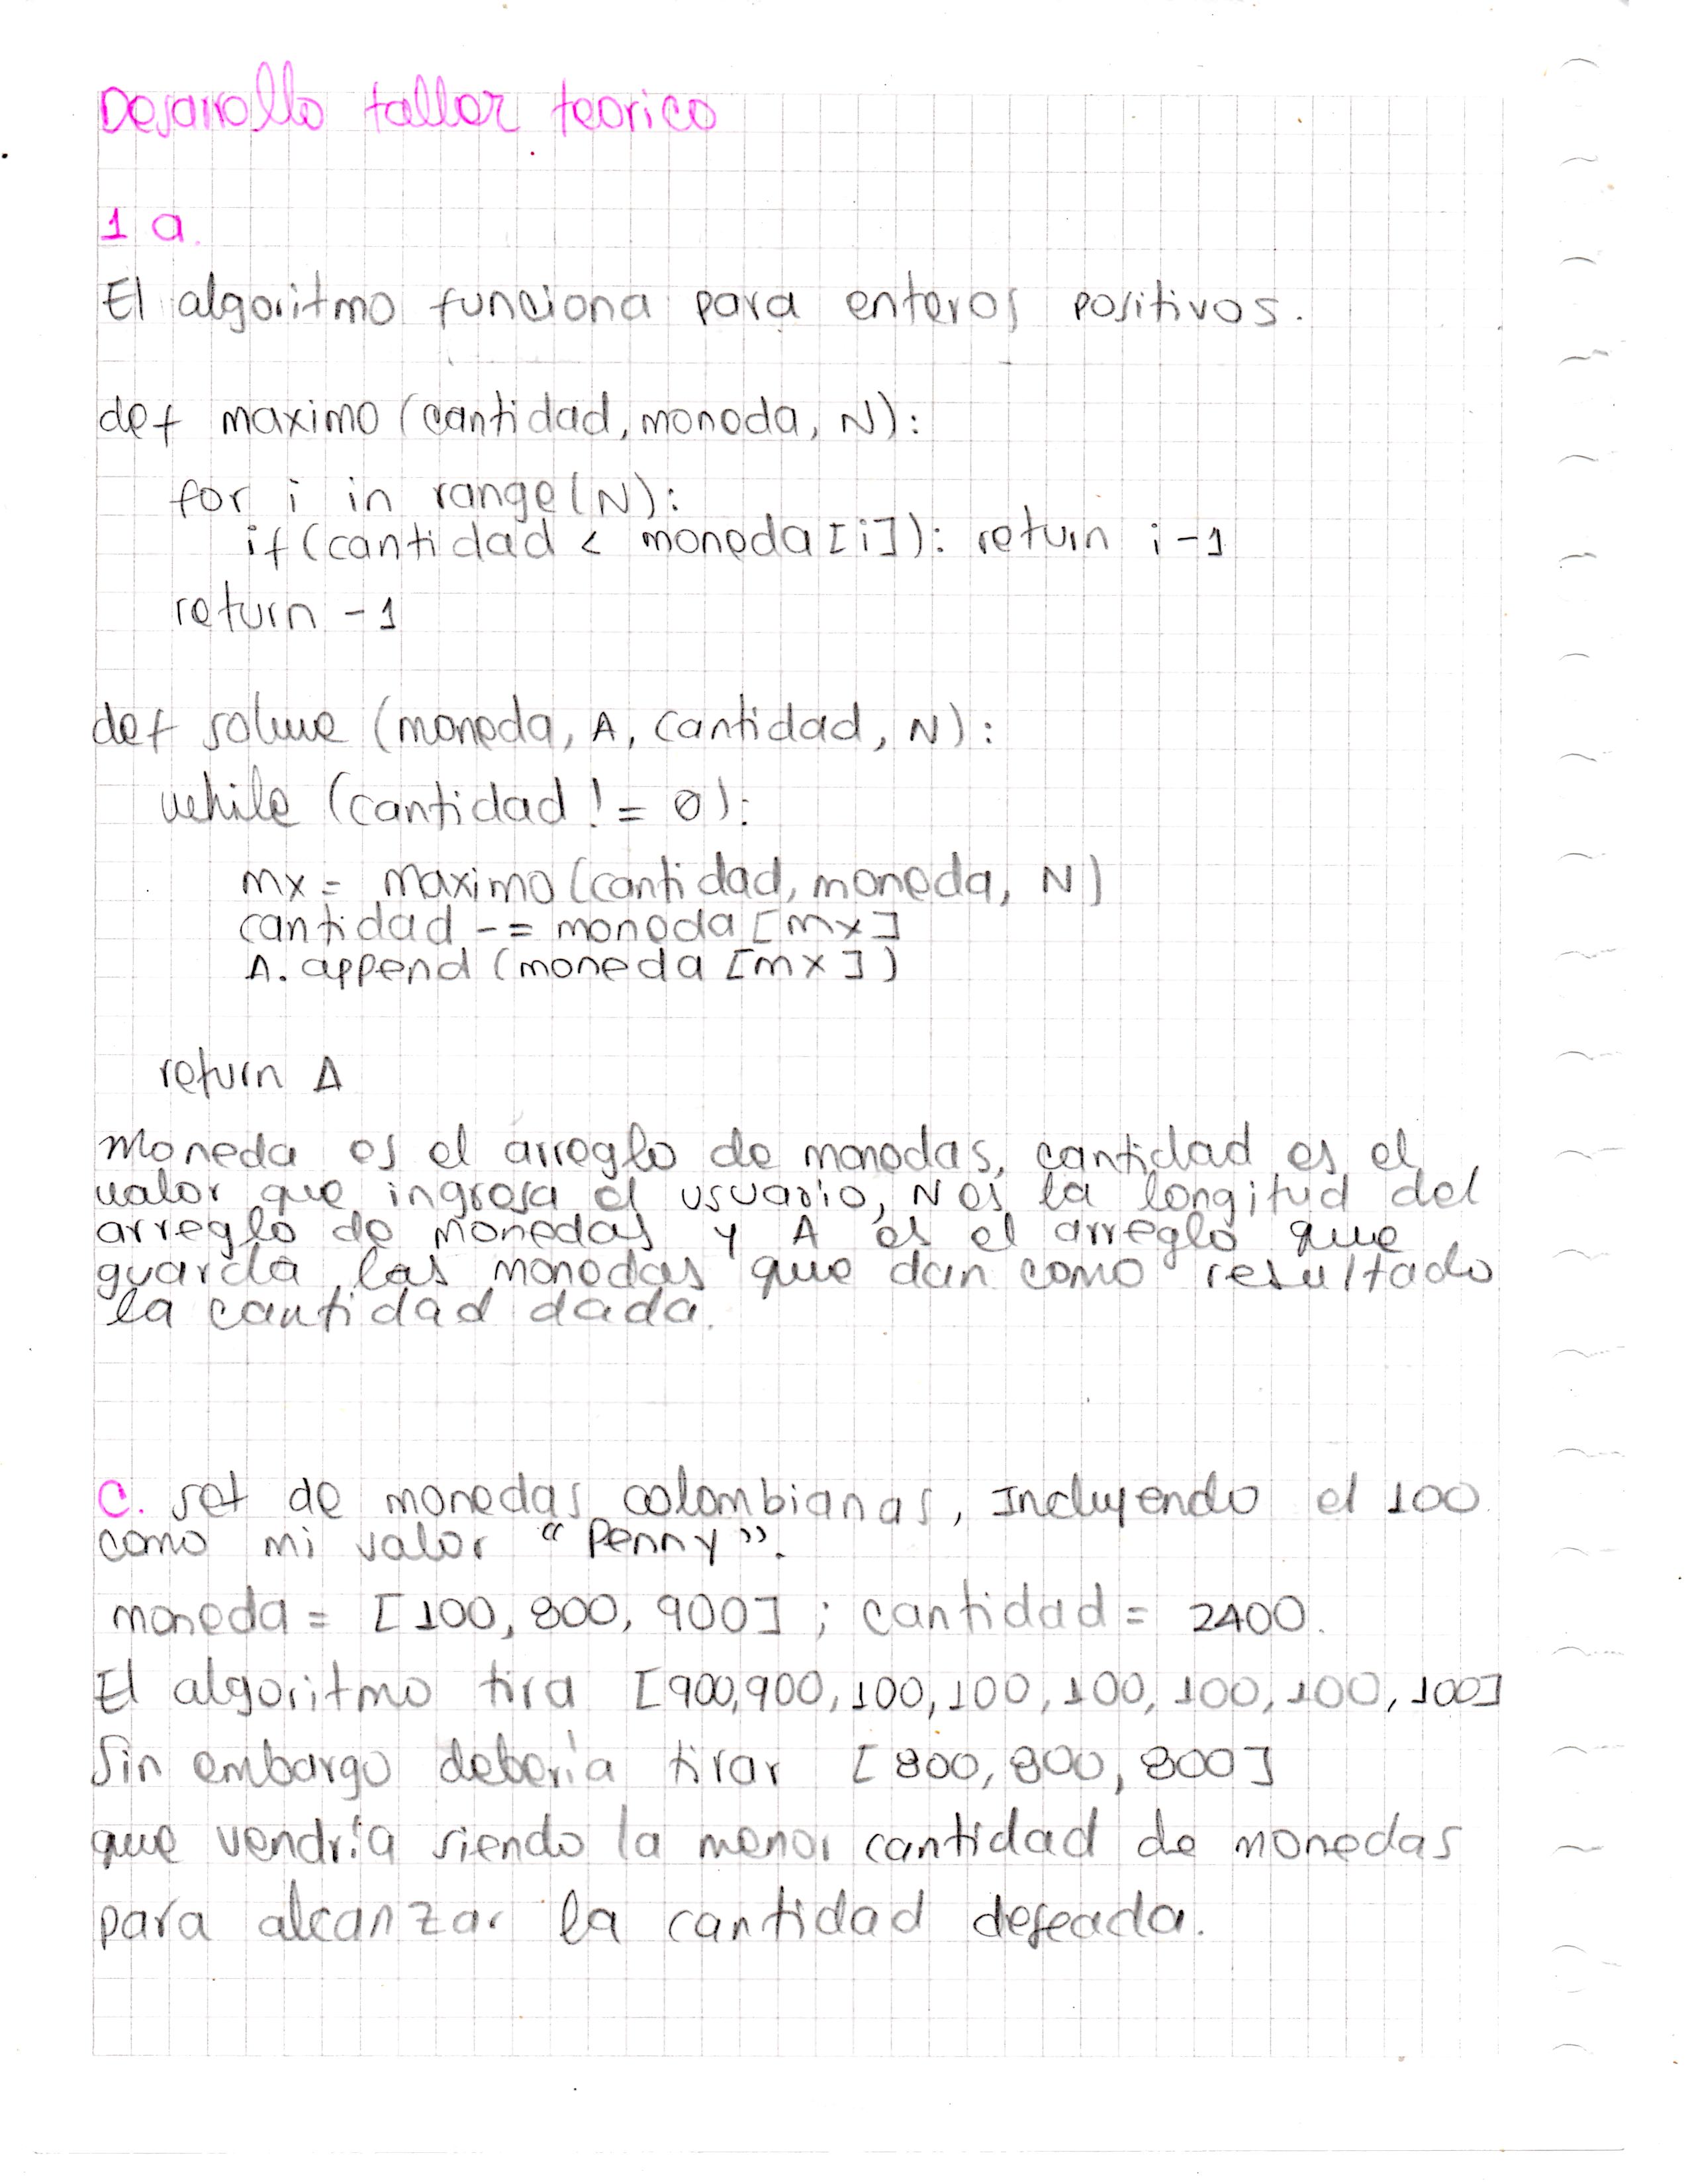 Desarrollo taller teorico
1 a.
El algoritmo funciona para enteros positivos.
def maximo (cantidad, moneda, N):
for i in range(N):
if(cantidad < moneda[i]): return i-1
return -1
def solve (moneda, A, cantidad, N):
while (cantidad != 0):
mx = maximo(cantidad, moneda, N)
cantidad -= moneda[mx]
A.append(moneda[mx])
return A
Moneda es el arreglo de monedas, cantidad es el
valor que ingresa el usuario, N es la longitud del
arreglo de monedas y A es el arreglo que
guarda las monedas que dan como resultado
la cantidad dada.
C. set de monedas colombianas, Incluyendo el 100
como mi valor "Penny".
moneda = [100, 800, 900] ; cantidad = 2400.
El algoritmo tira [900,900,100,100,100,100,100,100]
Sin embargo debería tirar [800, 800, 800]
que vendría siendo la menor cantidad de monedas
para alcanzar la cantidad deseada.